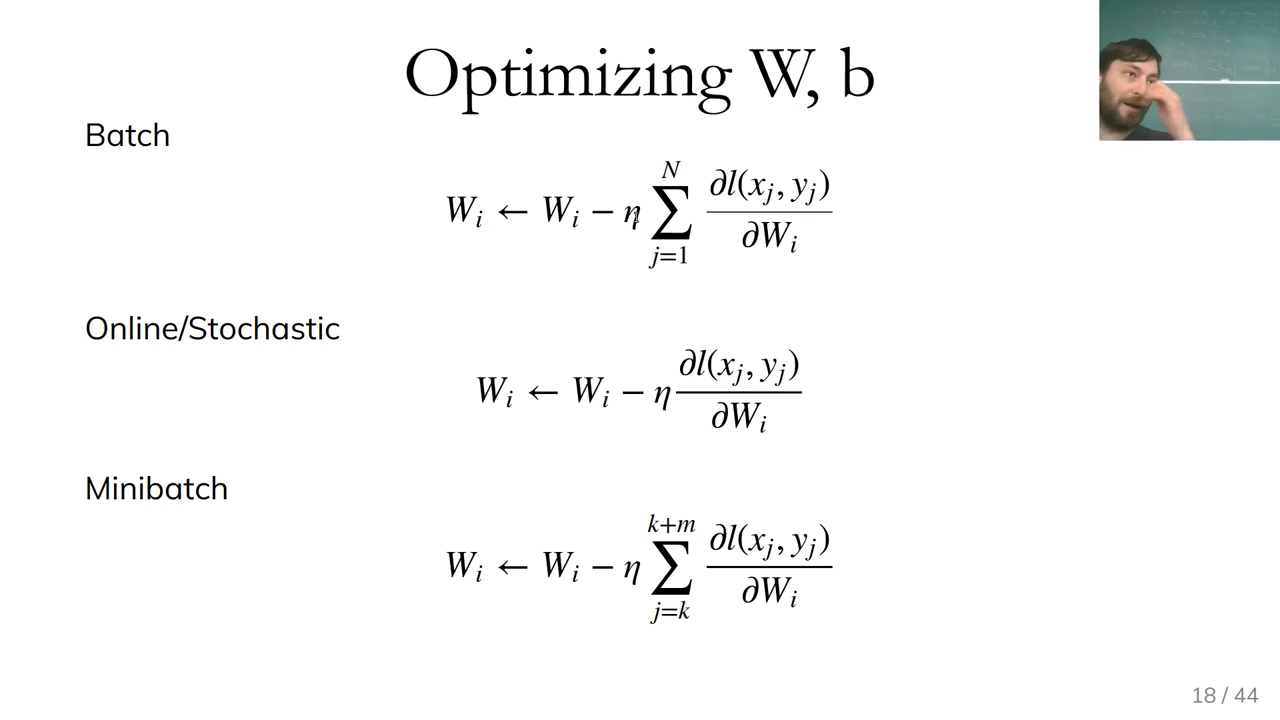 Optimizing W, b
Batch
W_i ← W_i − η ∑_{j=1}^{N} ∂l(x_j, y_j) / ∂W_i
Online/Stochastic
W_i ← W_i − η ∂l(x_j, y_j) / ∂W_i
Minibatch
W_i ← W_i − η ∑_{j=k}^{k+m} ∂l(x_j, y_j) / ∂W_i
18 / 44